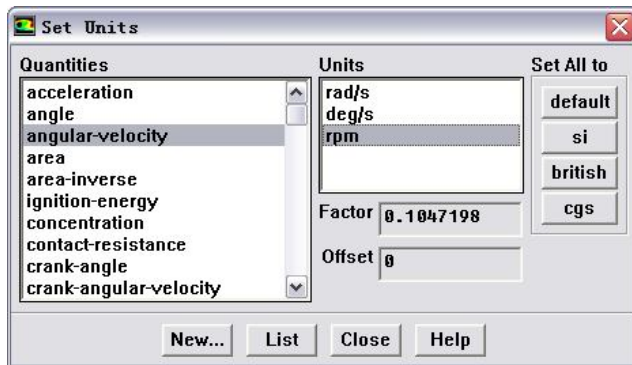 Set Units
Quantities
acceleration
angle
angular-velocity
area
area-inverse
ignition-energy
concentration
contact-resistance
crank-angle
crank-angular-velocity
Units
rad/s
deg/s
rpm
Factor 0.1047198
Offset 0
Set All to
default
si
british
cgs
New... List Close Help